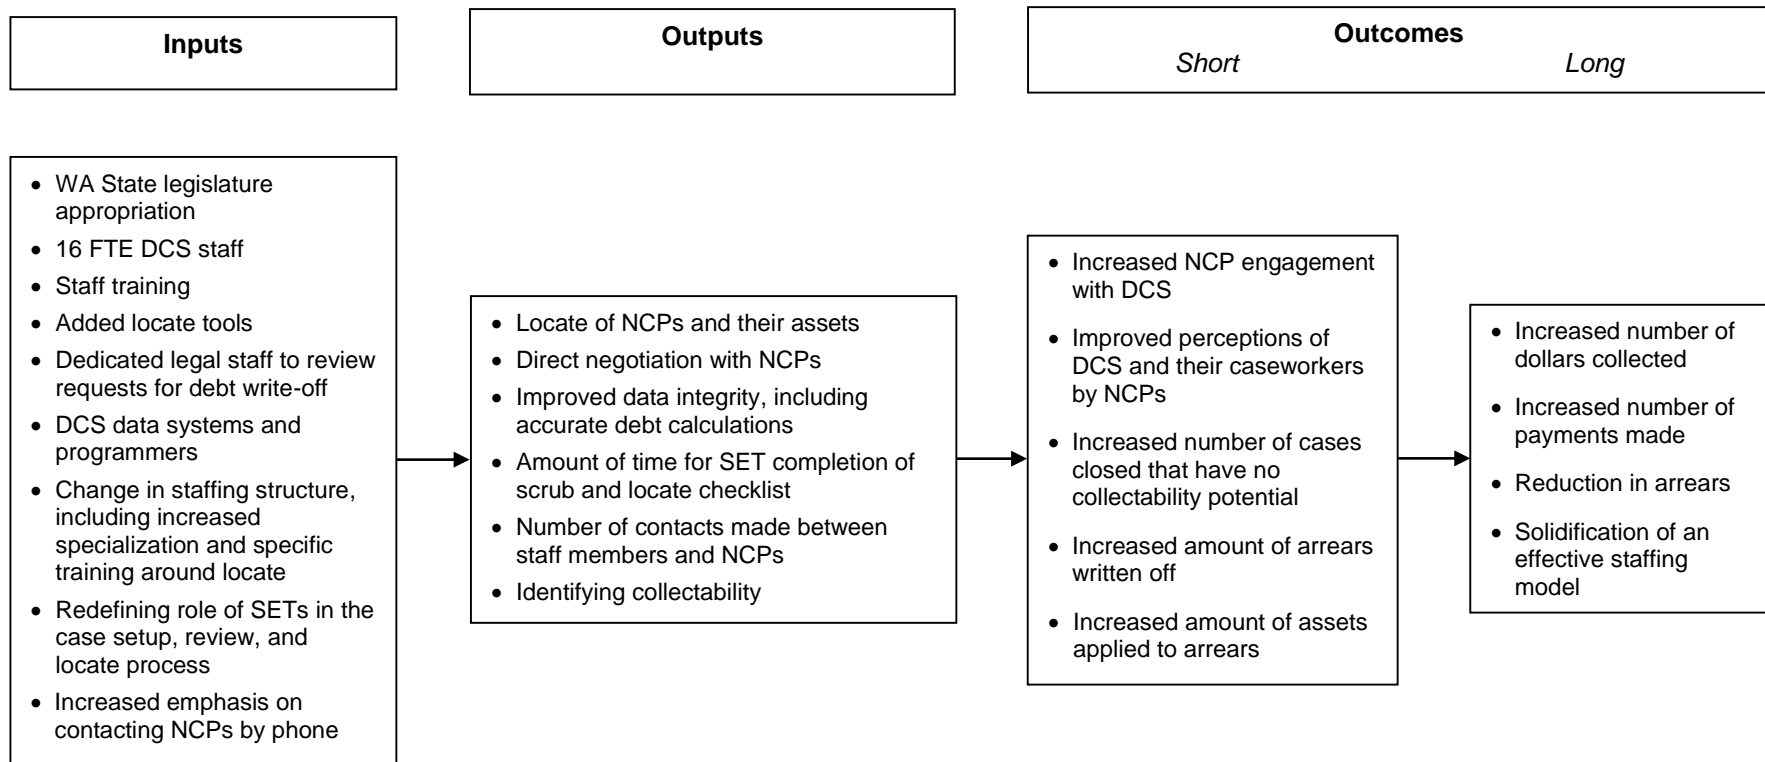 Inputs
Outputs
Outcomes
Short
Long
• WA State legislature
appropriation
• 16 FTE DCS staff
• Staff training
• Added locate tools
• Dedicated legal staff to review
requests for debt write-off
• DCS data systems and
programmers
• Change in staffing structure,
including increased
specialization and specific
training around locate
• Redefining role of SETs in the
case setup, review, and
locate process
• Increased emphasis on
contacting NCPs by phone
• Locate of NCPs and their assets
• Direct negotiation with NCPs
• Improved data integrity, including
accurate debt calculations
• Amount of time for SET completion of
scrub and locate checklist
• Number of contacts made between
staff members and NCPs
• Identifying collectability
• Increased NCP engagement
with DCS
• Improved perceptions of
DCS and their caseworkers
by NCPs
• Increased number of cases
closed that have no
collectability potential
• Increased amount of arrears
written off
• Increased amount of assets
applied to arrears
• Increased number of
dollars collected
• Increased number of
payments made
• Reduction in arrears
• Solidification of an
effective staffing
model